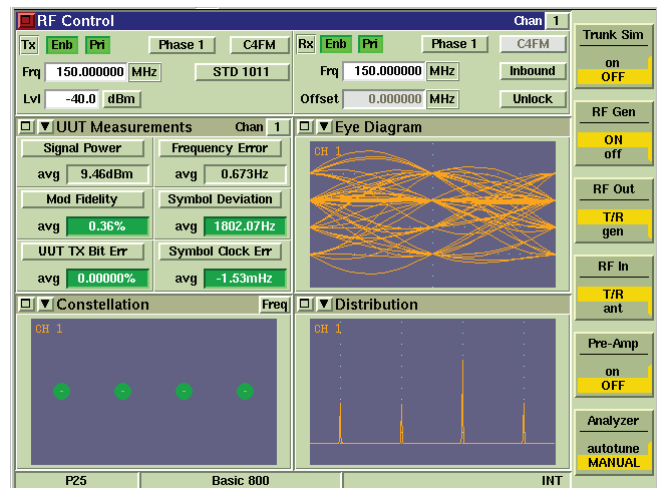 RF Control Chan 1
Tx Enb Pri Phase 1 C4FM
Frq 150.000000 MHz STD 1011
Lvl -40.0 dBm
Rx Enb Pri Phase 1 C4FM
Frq 150.000000 MHz Inbound
Offset 0.000000 MHz Unlock
UUT Measurements Chan 1
Signal Power Frequency Error
avg 9.46dBm avg 0.673Hz
Mod Fidelity Symbol Deviation
avg 0.36% avg 1802.07Hz
UUT TX Bit Err Symbol Clock Err
avg 0.00000% avg -1.53mHz
Eye Diagram
CH 1
Constellation Freq
CH 1
Distribution
CH 1
P25 Basic 800 INT
Trunk Sim
on
OFF
RF Gen
ON
off
RF Out
T/R
gen
RF In
T/R
ant
Pre-Amp
on
OFF
Analyzer
autotune
MANUAL